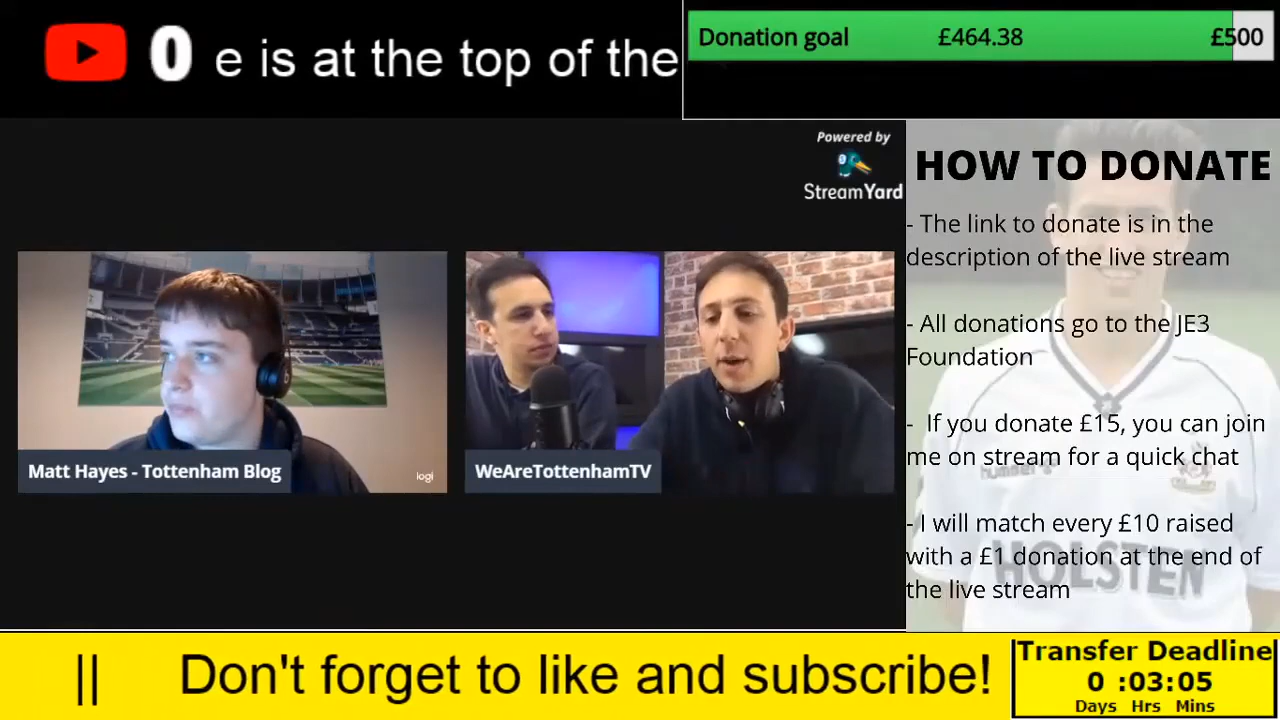 0 e is at the top of the
Donation goal £464.38 £500
Powered by
StreamYard
HOW TO DONATE
- The link to donate is in the
description of the live stream
- All donations go to the JE3
Foundation
- If you donate £15, you can join
me on stream for a quick chat
hummel
- I will match every £10 raised
with a £1 donation at the end of
the live stream
HOLSTEN
Matt Hayes - Tottenham Blog
logi
WeAreTottenhamTV
|| Don't forget to like and subscribe!
Transfer Deadline
0 :03:05
Days Hrs Mins